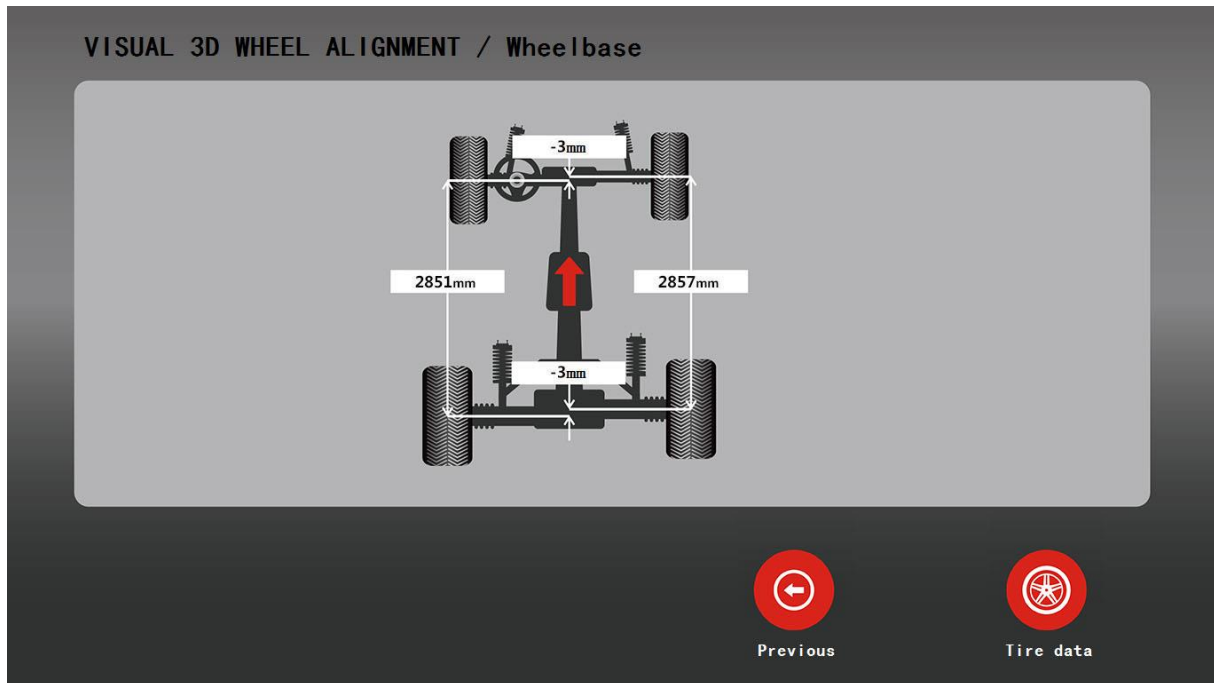 VISUAL 3D WHEEL ALIGNMENT / Wheelbase
-3mm
2851mm
2857mm
-3mm
Previous
Tire data